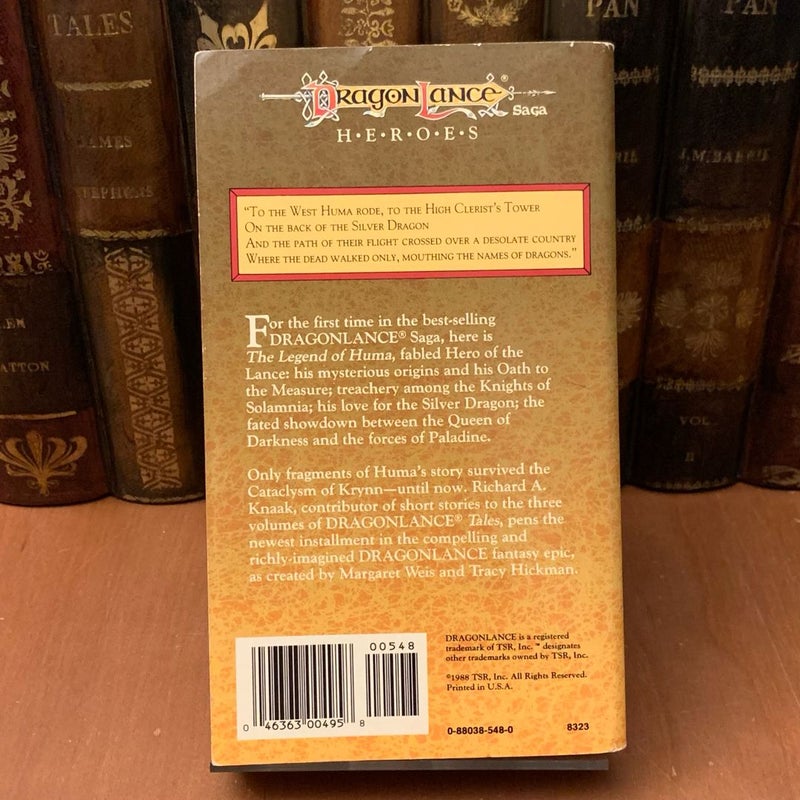 TALES
JAMES
STEPHENS
PAN
PAN
J.M. BARRIE
VOL
II
DRAGONLANCE®
SAGA
H·E·R·O·E·S
"TO THE WEST HUMA RODE, TO THE HIGH CLERIST'S TOWER
ON THE BACK OF THE SILVER DRAGON
AND THE PATH OF THEIR FLIGHT CROSSED OVER A DESOLATE COUNTRY
WHERE THE DEAD WALKED ONLY, MOUTHING THE NAMES OF DRAGONS."
For the first time in the best-selling
DRAGONLANCE® Saga, here is
The Legend of Huma, fabled Hero of the
Lance: his mysterious origins and his Oath to
the Measure; treachery among the Knights of
Solamnia; his love for the Silver Dragon; the
fated showdown between the Queen of
Darkness and the forces of Paladine.
Only fragments of Huma's story survived the
Cataclysm of Krynn—until now. Richard A.
Knaak, contributor of short stories to the three
volumes of DRAGONLANCE® Tales, pens the
newest installment in the compelling and
richly-imagined DRAGONLANCE fantasy epic,
as created by Margaret Weis and Tracy Hickman.
00548
0 46363 00495 8
DRAGONLANCE is a registered
trademark of TSR, Inc. ™ designates
other trademarks owned by TSR, Inc.
©1988 TSR, Inc. All Rights Reserved.
Printed in U.S.A.
0-88038-548-0
8323